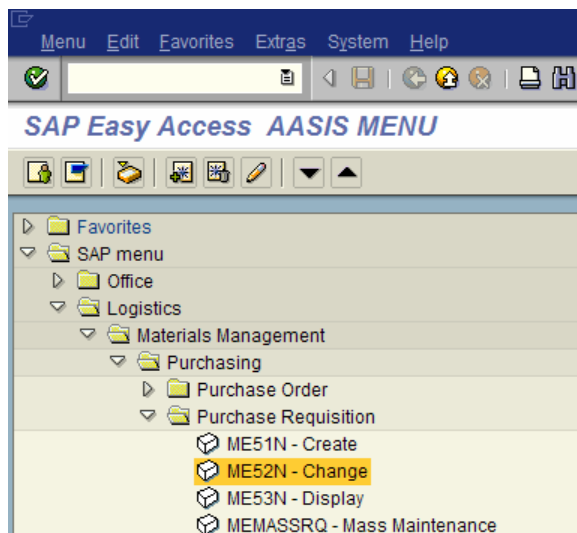 Menu Edit Favorites Extras System Help
SAP Easy Access AASIS MENU
Favorites
SAP menu
Office
Logistics
Materials Management
Purchasing
Purchase Order
Purchase Requisition
ME51N - Create
ME52N - Change
ME53N - Display
MEMASSRQ - Mass Maintenance